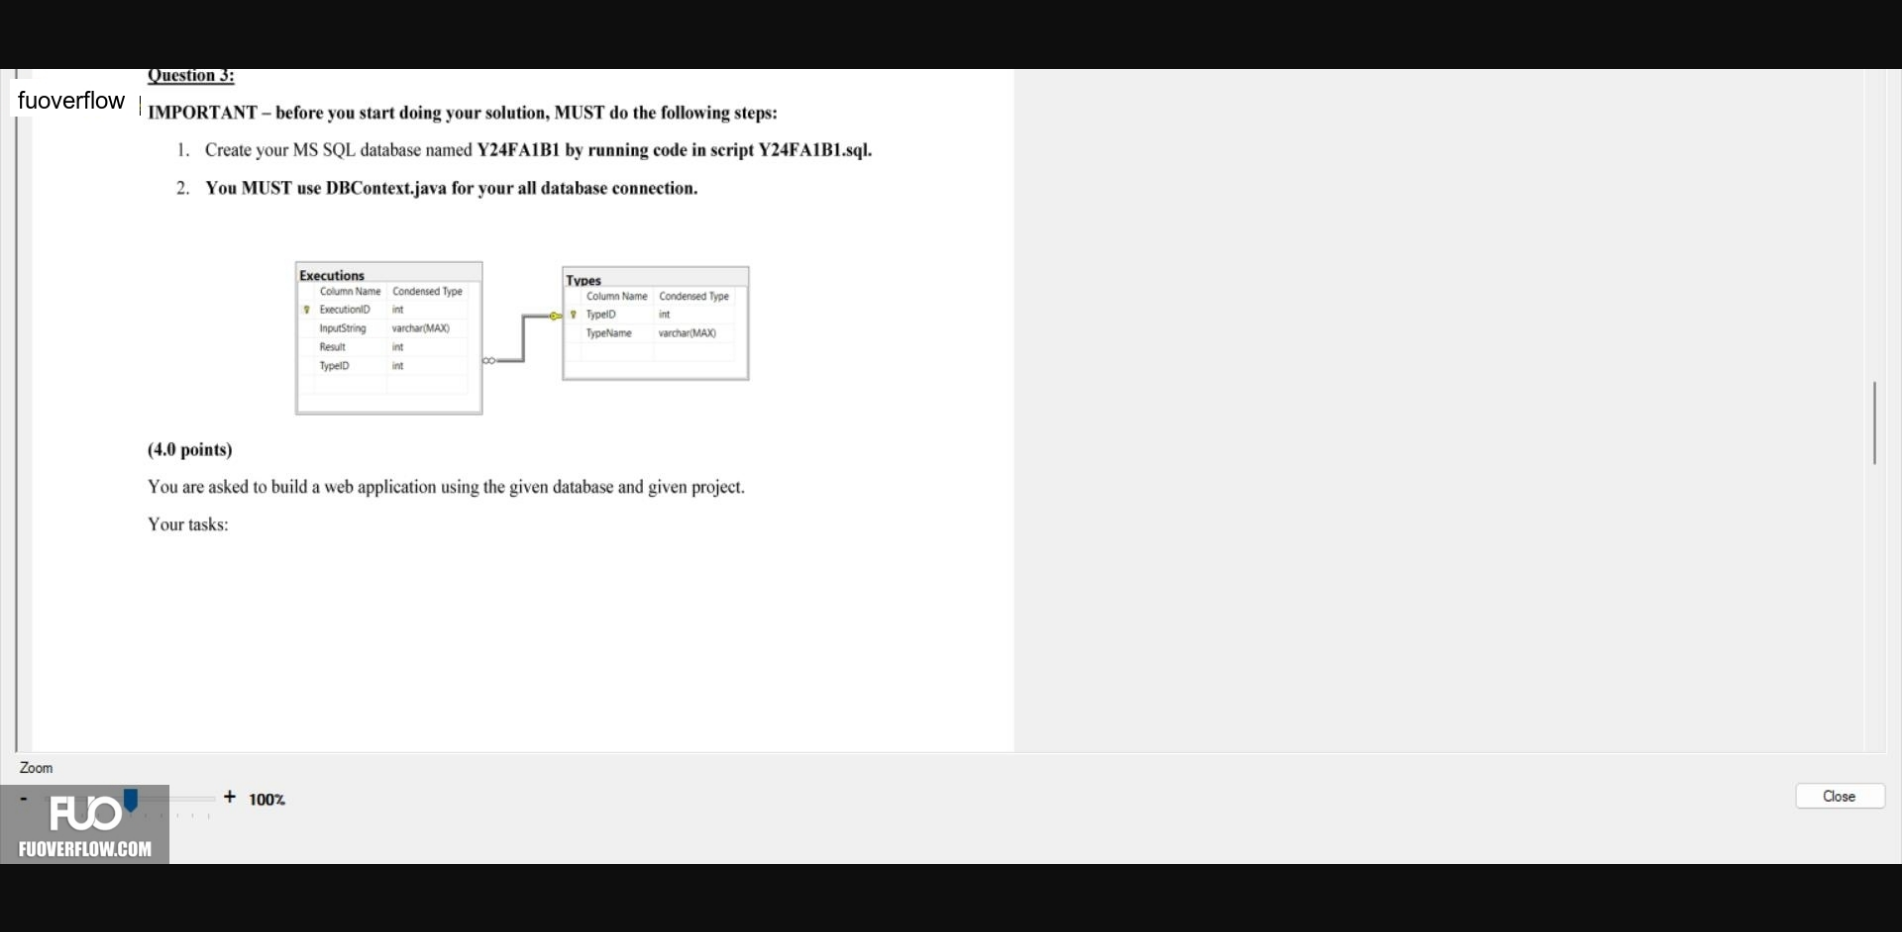 Question 3:
fuoverflow
IMPORTANT – before you start doing your solution, MUST do the following steps:
1. Create your MS SQL database named Y24FA1B1 by running code in script Y24FA1B1.sql.
2. You MUST use DBContext.java for your all database connection.
Executions
Column Name Condensed Type
ExecutionID int
InputString varchar(MAX)
Result int
TypeID int
Types
Column Name Condensed Type
TypeID int
TypeName varchar(MAX)
(4.0 points)
You are asked to build a web application using the given database and given project.
Your tasks:
Zoom
- + 100%
Close
FUO
FUOVERFLOW.COM